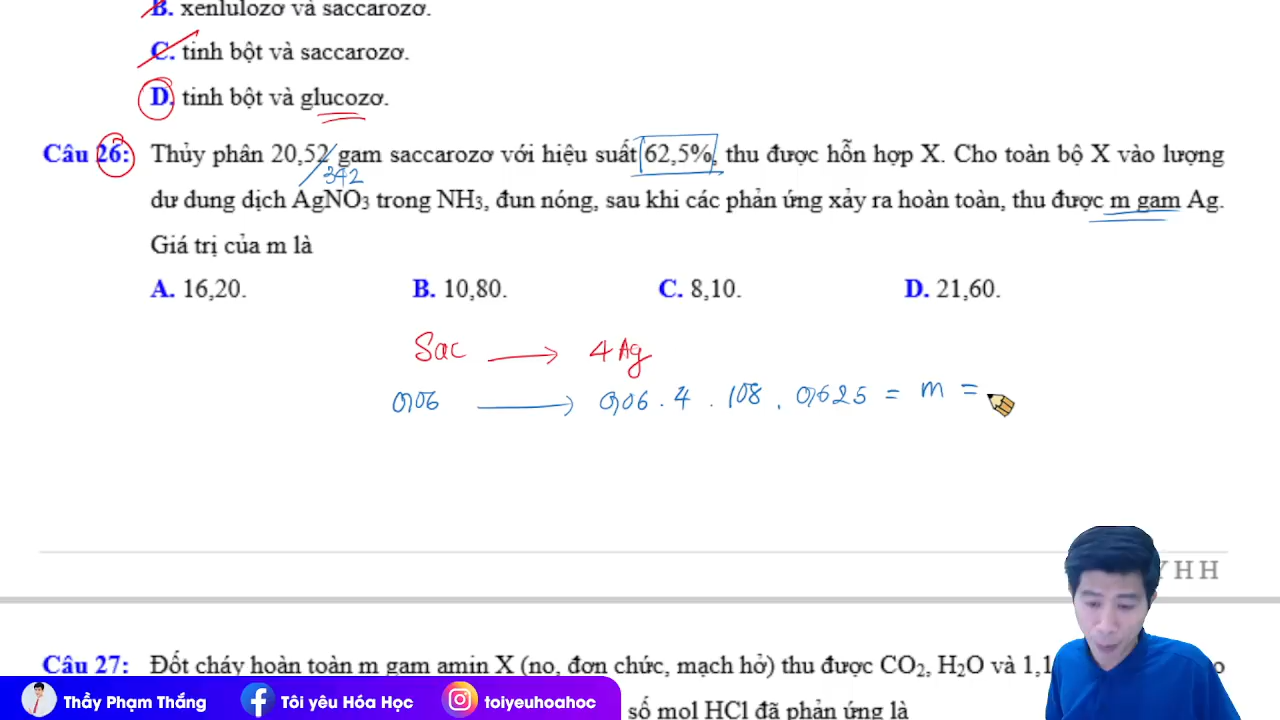 B. xenlulozơ và saccarozơ.
C. tinh bột và saccarozơ.
D. tinh bột và glucozơ.
Câu 26: Thủy phân 20,52 gam saccarozơ với hiệu suất 62,5%, thu được hỗn hợp X. Cho toàn bộ X vào lượng
342
dư dung dịch AgNO3 trong NH3, đun nóng, sau khi các phản ứng xảy ra hoàn toàn, thu được m gam Ag.
Giá trị của m là
A. 16,20. B. 10,80. C. 8,10. D. 21,60.
Sac → 4Ag
0,06 → 0,06 . 4 . 108 . 0,625 = m =
YHH
Câu 27: Đốt cháy hoàn toàn m gam amin X (no, đơn chức, mạch hở) thu được CO2, H2O và 1,1
số mol HCl đã phản ứng là
Thầy Phạm Thắng Tôi yêu Hóa Học toiyeuhoahoc